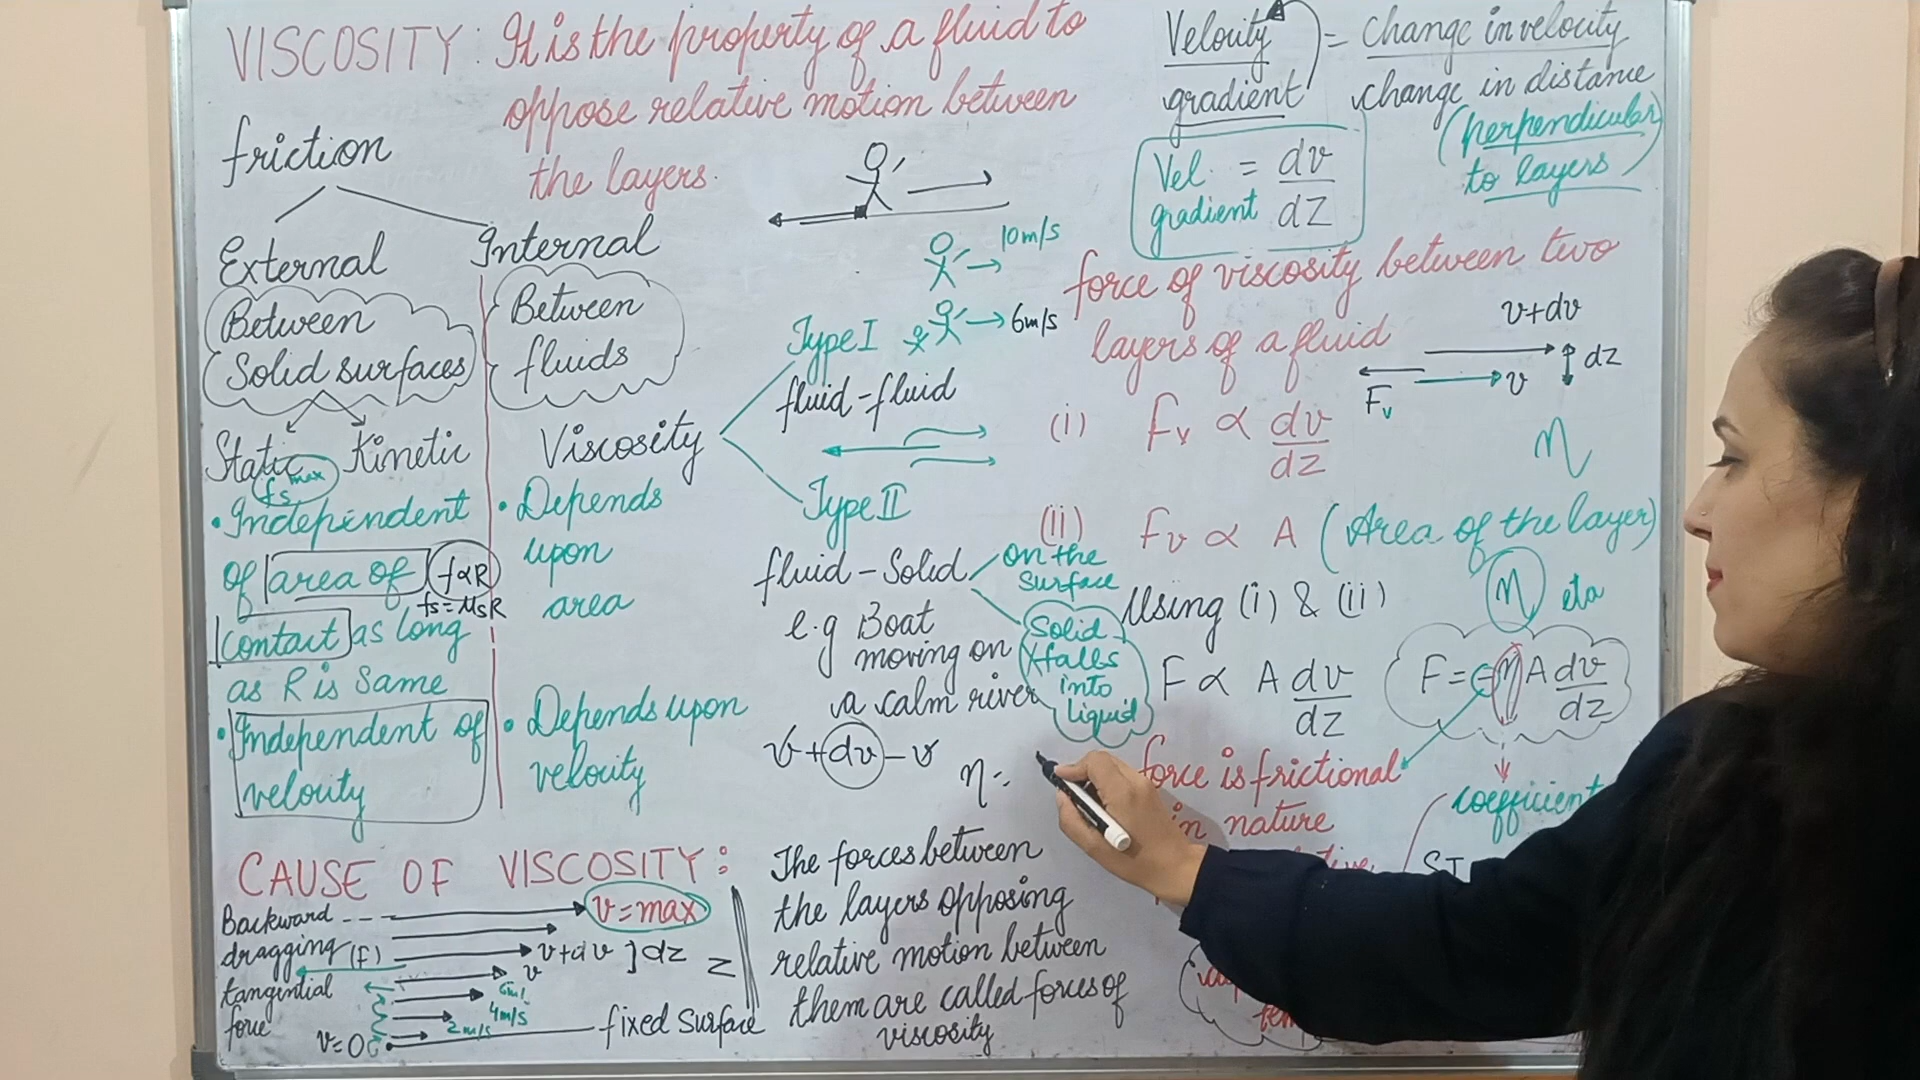 VISCOSITY: It is the property of a fluid to
oppose relative motion between
the layers.
friction
External
Internal
Between
Solid surfaces
Between
fluids
Static
Kinetic
fs max
Viscosity
• Independent
of area of
contact as long
as R is same
f∝R
fs=μsR
• Independent of
velocity
• Depends
upon
area
• Depends upon
velocity
10m/s
6m/s
Type I
fluid-fluid
Type II
fluid-Solid
on the
surface
Solid
falls
into
liquid
e.g Boat
moving on
a calm river
v+dv-v
η=
Velocity
gradient
= change in velocity
change in distance
(perpendicular
to layers)
Vel.
gradient
= dv
dz
force of viscosity between two
layers of a fluid
v+dv
dz
v
Fv
(i) Fv ∝ dv
dz
η
(ii) Fv ∝ A (Area of the layer)
Using (i) & (ii)
η eta
F ∝ A dv
dz
F=-ηA dv
dz
force is frictional
in nature
coefficient
SI
CAUSE OF VISCOSITY:
Backward
dragging (F)
tangential
force
v=max
v+dv ]dz
v
4m/s
2m/s
v=0
z
fixed surface
The forces between
the layers opposing
relative motion between
them are called forces of
viscosity